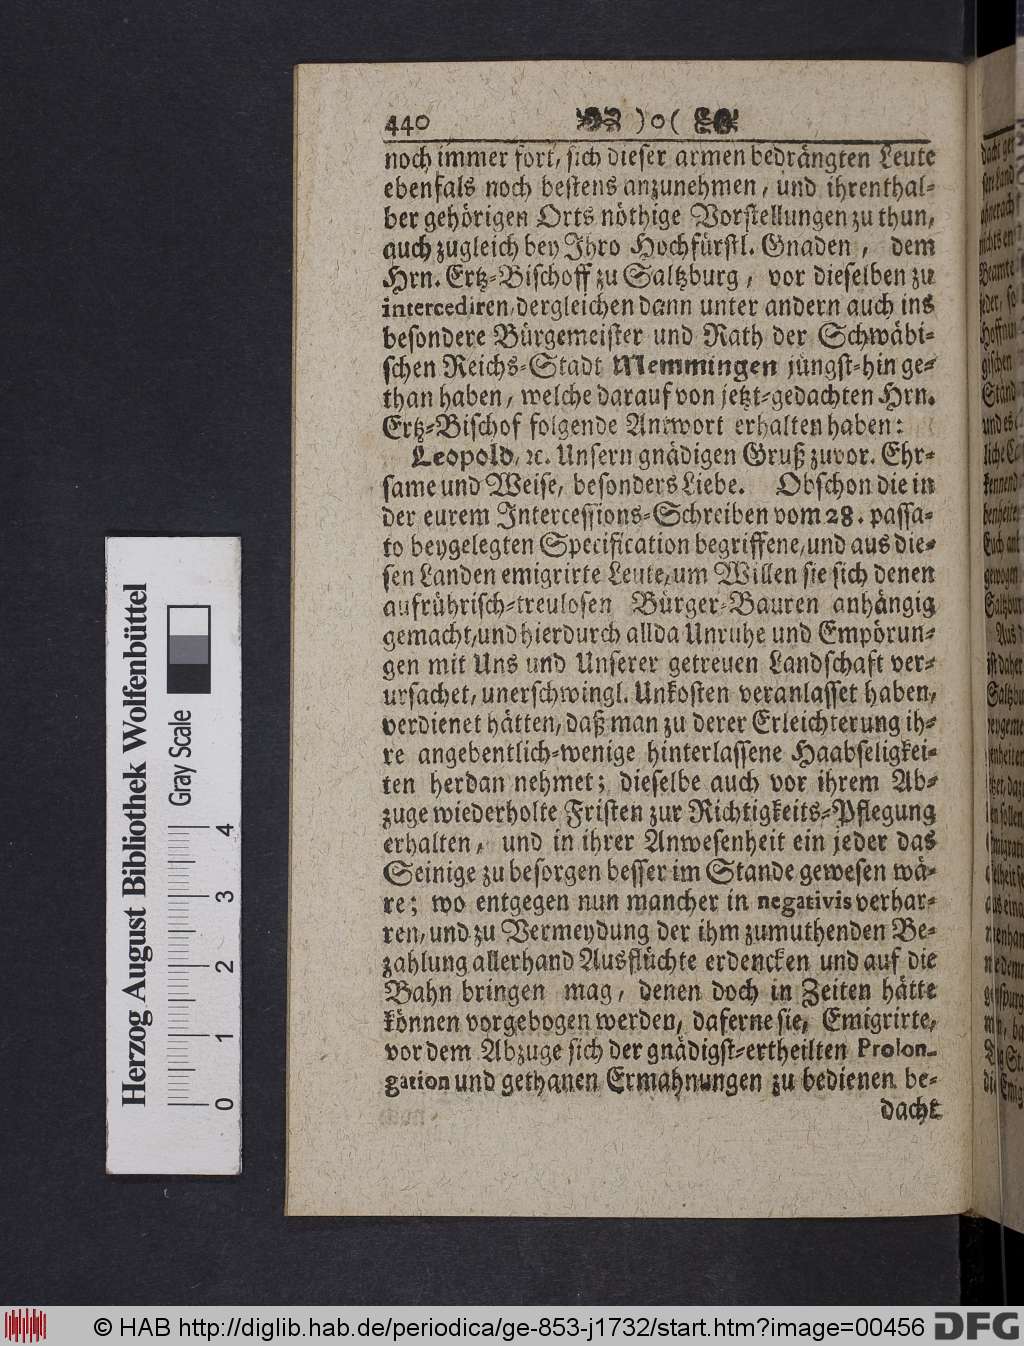 440 )o(
noch immer fort, sich dieser armen bedrängten Leute
ebenfals noch bestens anzunehmen, und ihrenthal-
ber gehörigen Orts nöthige Vorstellungen zu thun,
auch zugleich bey Ihro Hochfürstl. Gnaden, dem
Hrn. Ertz-Bischoff zu Saltzburg, vor dieselben zu
intercediren, dergleichen dann unter andern auch ins
besondere Bürgemeister und Rath der Schwäbi-
schen Reichs-Stadt Memmingen jüngst-hin ge-
than haben, welche darauf von jetzt-gedachten Hrn.
Ertz-Bischof folgende Antwort erhalten haben:
Leopold, ꝛc. Unsern gnädigen Gruß zuvor. Ehr-
same und Weise, besonders Liebe. Obschon die in
der eurem Intercessions-Schreiben vom 28. passa-
to beygelegten Specification begriffene, und aus die-
sen Landen emigrirte Leute, um Willen sie sich denen
aufrührisch-treulosen Bürger-Bauren anhängig
gemacht, und hierdurch allda Unruhe und Empörun-
gen mit Uns und Unserer getreuen Landschaft ver-
ursachet, unerschwingl. Unkosten veranlasset haben,
verdienet hätten, daß man zu derer Erleichterung ih-
re angebentlich-wenige hinterlassene Haabseligkei-
ten herdan nehmet; dieselbe auch vor ihrem Ab-
zuge wiederholte Fristen zur Richtigkeits-Pflegung
erhalten, und in ihrer Anwesenheit ein jeder das
Seinige zu besorgen besser im Stande gewesen wä-
re; wo entgegen nun mancher in negativis verhar-
ren, und zu Vermeydung der ihm zumuthenden Be-
zahlung allerhand Ausflüchte erdencken und auf die
Bahn bringen mag, denen doch in Zeiten hätte
können vorgebogen werden, daferne sie, Emigrirte,
vor dem Abzuge sich der gnädigst-ertheilten Prolon-
gation und gethanen Ermahnungen zu bedienen be-
dacht
Herzog August Bibliothek Wolfenbüttel
Gray Scale
0 1 2 3 4
© HAB http://diglib.hab.de/periodica/ge-853-j1732/start.htm?image=00456 DFG